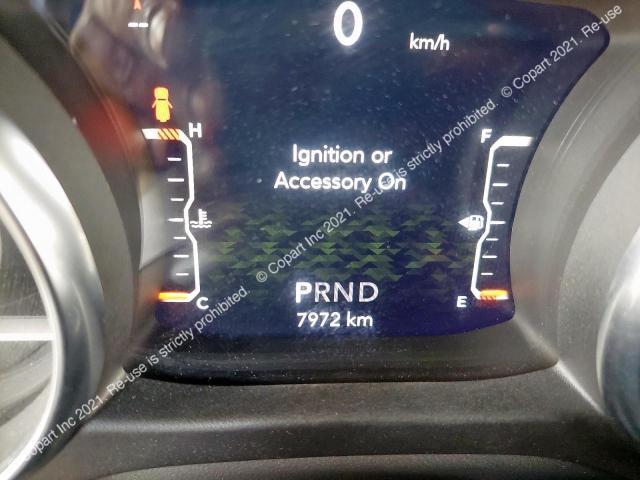 A
0 km/h
H
F
Ignition or
Accessory On
PRND
C
E
7972 km
© Copart Inc 2021. Re-use is strictly prohibited.
© Copart 2021. Re-use
© Copart Inc 2021. Re-use is strictly prohibited.
Copart Inc 2021. Re-use is strictly prohibited.